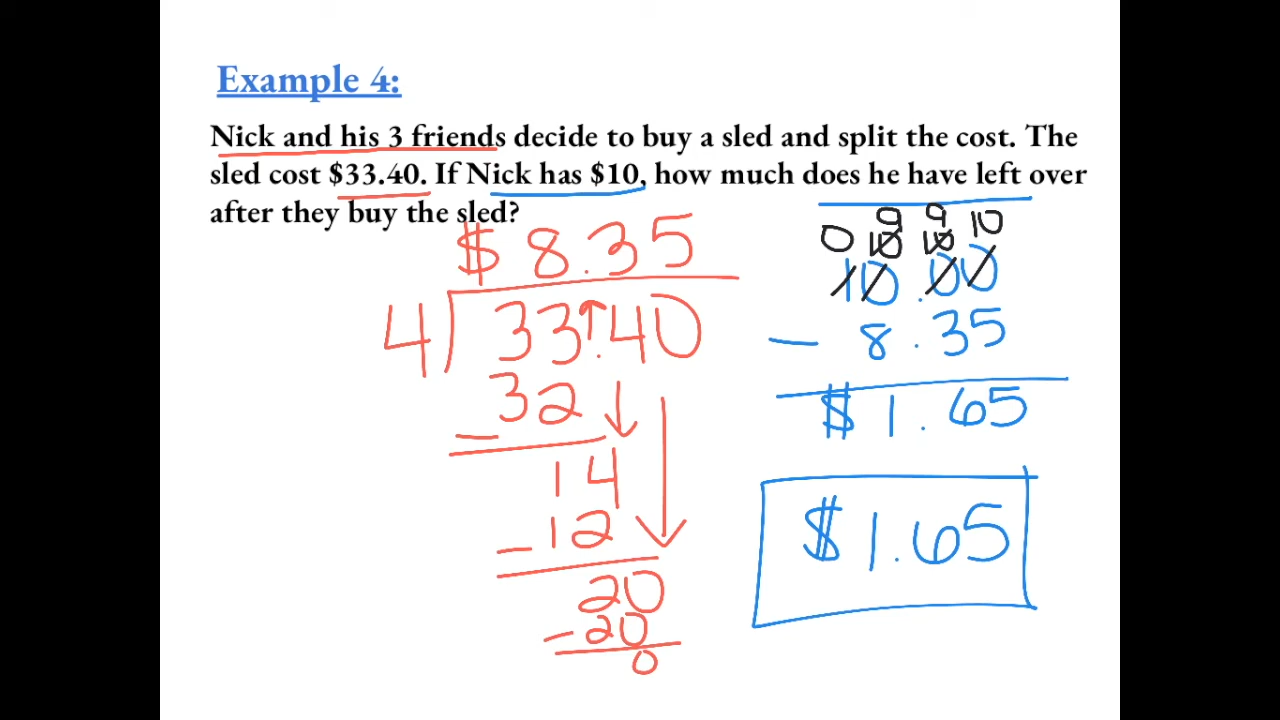 Example 4:
Nick and his 3 friends decide to buy a sled and split the cost. The
sled cost $33.40. If Nick has $10, how much does he have left over
after they buy the sled?
$ 8.35
4 33.40
32
14
-12
20
-20
0
9 9 10
0 10 10
10.00
- 8.35
$ 1.65
$1.65